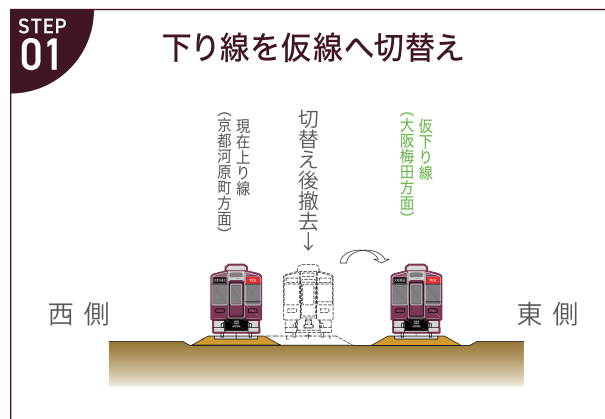 STEP
01
下り線を仮線へ切替え
現在上り線
(京都河原町方面)
切替え後撤去→
仮下り線
(大阪梅田方面)
西側
東側